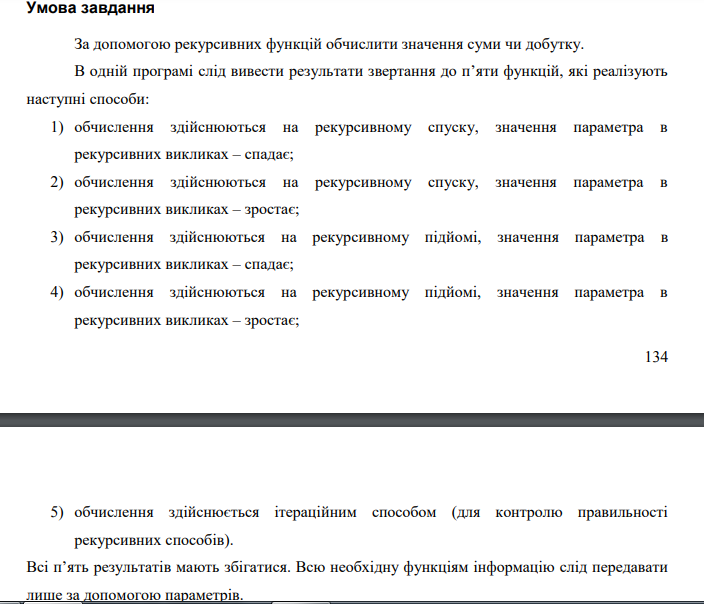 Умова завдання
За допомогою рекурсивних функцій обчислити значення суми чи добутку.
В одній програмі слід вивести результати звертання до п’яти функцій, які реалізують
наступні способи:
1) обчислення здійснюються на рекурсивному спуску, значення параметра в
рекурсивних викликах – спадає;
2) обчислення здійснюються на рекурсивному спуску, значення параметра в
рекурсивних викликах – зростає;
3) обчислення здійснюються на рекурсивному підйомі, значення параметра в
рекурсивних викликах – спадає;
4) обчислення здійснюються на рекурсивному підйомі, значення параметра в
рекурсивних викликах – зростає;
134
5) обчислення здійснюється ітераційним способом (для контролю правильності
рекурсивних способів).
Всі п’ять результатів мають збігатися. Всю необхідну функціям інформацію слід передавати
лише за допомогою параметрів.